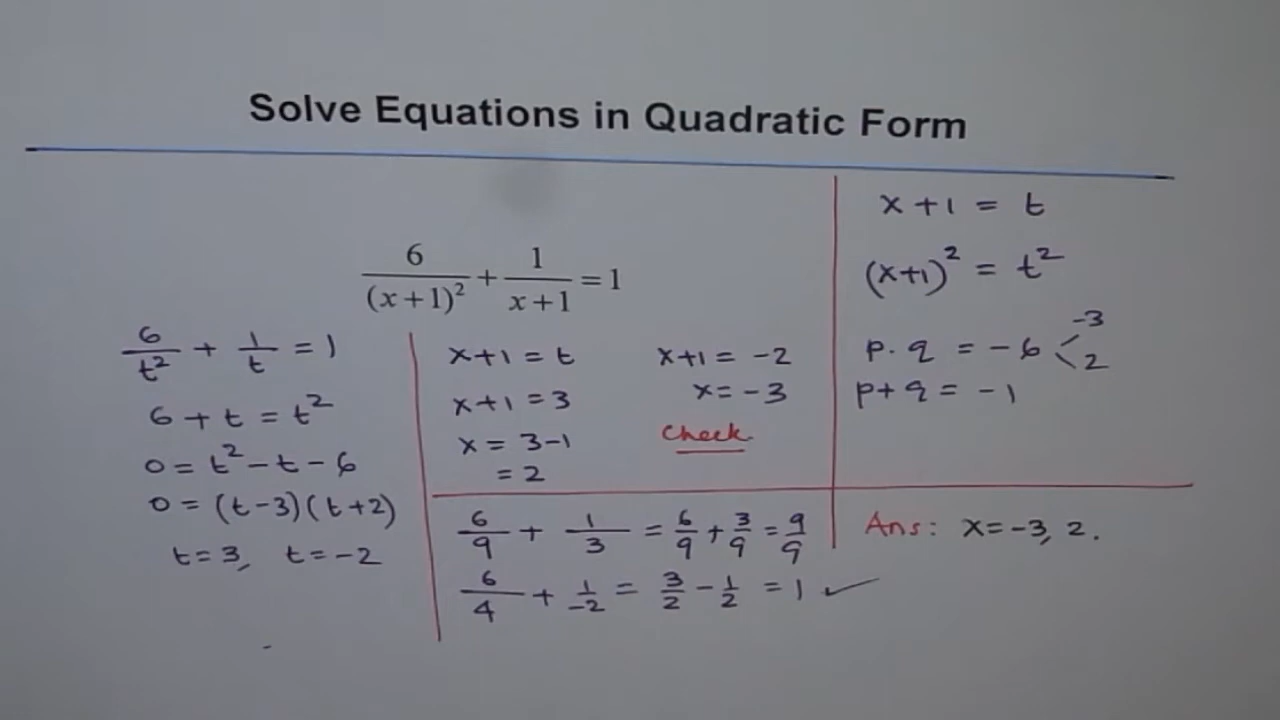 Solve Equations in Quadratic Form
6/(x+1)² + 1/(x+1) = 1
6/t² + 1/t = 1
6 + t = t²
0 = t² - t - 6
0 = (t-3)(t+2)
t = 3, t = -2
x+1 = t
x+1 = 3
x = 3-1
= 2
x+1 = -2
x = -3
Check
6/9 + 1/3 = 6/9 + 3/9 = 9/9
6/4 + 1/-2 = 3/2 - 1/2 = 1 ✓
x+1 = t
(x+1)² = t²
p.q = -6 < -3
2
p+q = -1
Ans: x = -3, 2.